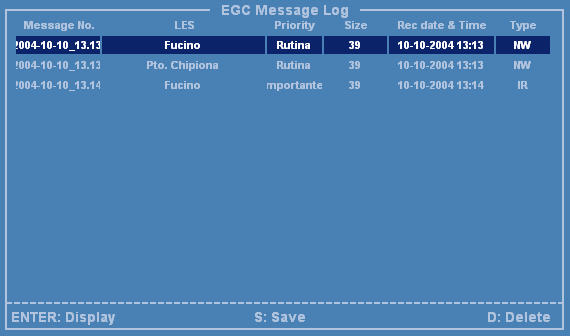 EGC Message Log
Message No. LES Priority Size Rec date & Time Type
2004-10-10_13.13 Fucino Rutina 39 10-10-2004 13:13 NW
2004-10-10_13.13 Pto. Chipiona Rutina 39 10-10-2004 13:13 NW
2004-10-10_13.14 Fucino mportante 39 10-10-2004 13:14 IR
ENTER: Display S: Save D: Delete